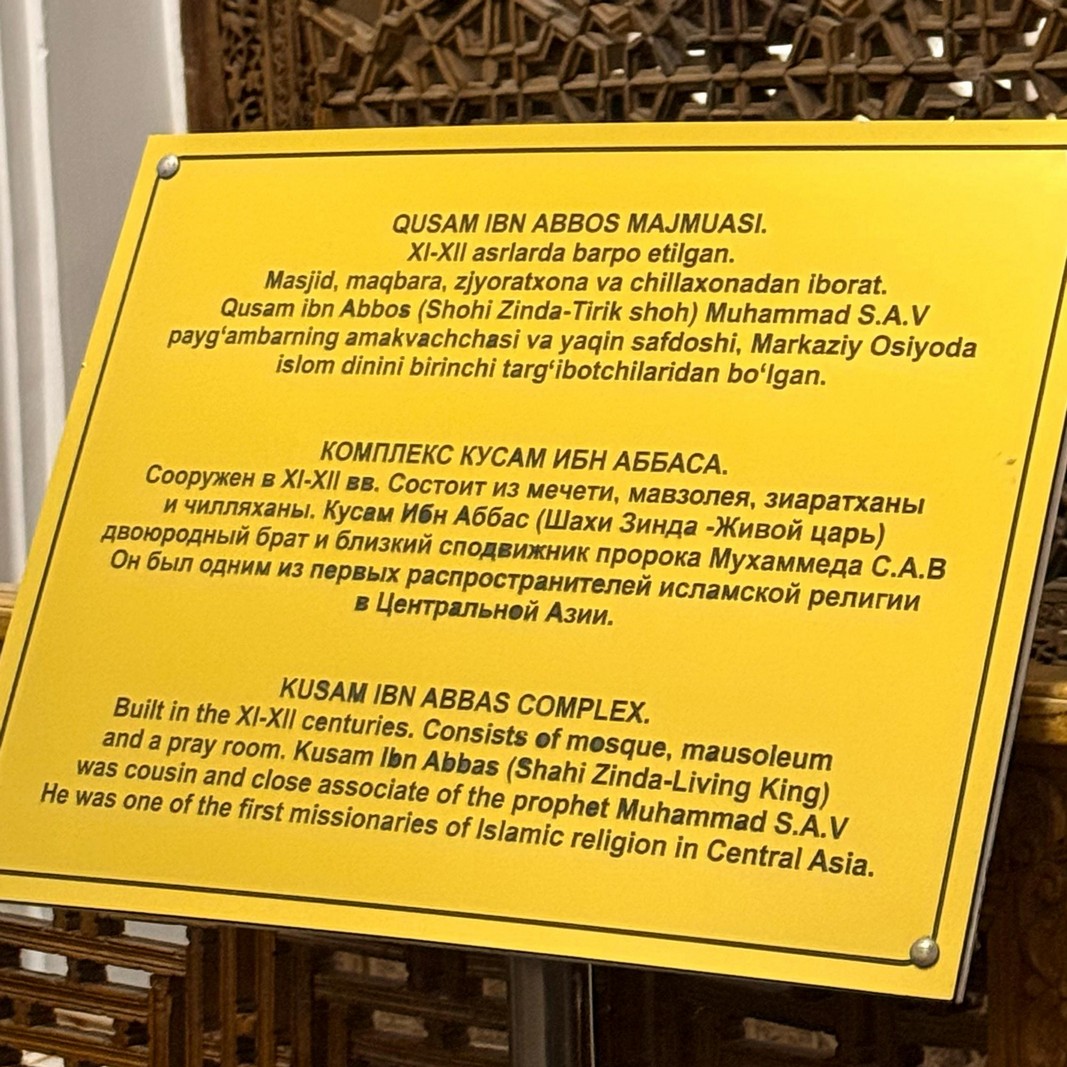 QUSAM IBN ABBOS MAJMUASI.
XI-XII asrlarda barpo etilgan.
Masjid, maqbara, zjyoratxona va chillaxonadan iborat.
Qusam ibn Abbos (Shohi Zinda-Tirik shoh) Muhammad S.A.V
payg‘ambarning amakvachchasi va yaqin safdoshi, Markaziy Osiyoda
islom dinini birinchi targ‘ibotchilaridan bo‘lgan.
КОМПЛЕКС КУСАМ ИБН АББАСА.
Сооружен в XI-XII вв. Состоит из мечети, мавзолея, зиаратханы
и чилляханы. Кусам Ибн Аббас (Шахи Зинда -Живой царь)
двоюродный брат и близкий сподвижник пророка Мухаммеда С.А.В
Он был одним из первых распространителей исламской религии
в Центральной Азии.
KUSAM IBN ABBAS COMPLEX.
Built in the XI-XII centuries. Consists of mosque, mausoleum
and a pray room. Kusam Ibn Abbas (Shahi Zinda-Living King)
was cousin and close associate of the prophet Muhammad S.A.V
He was one of the first missionaries of Islamic religion in Central Asia.